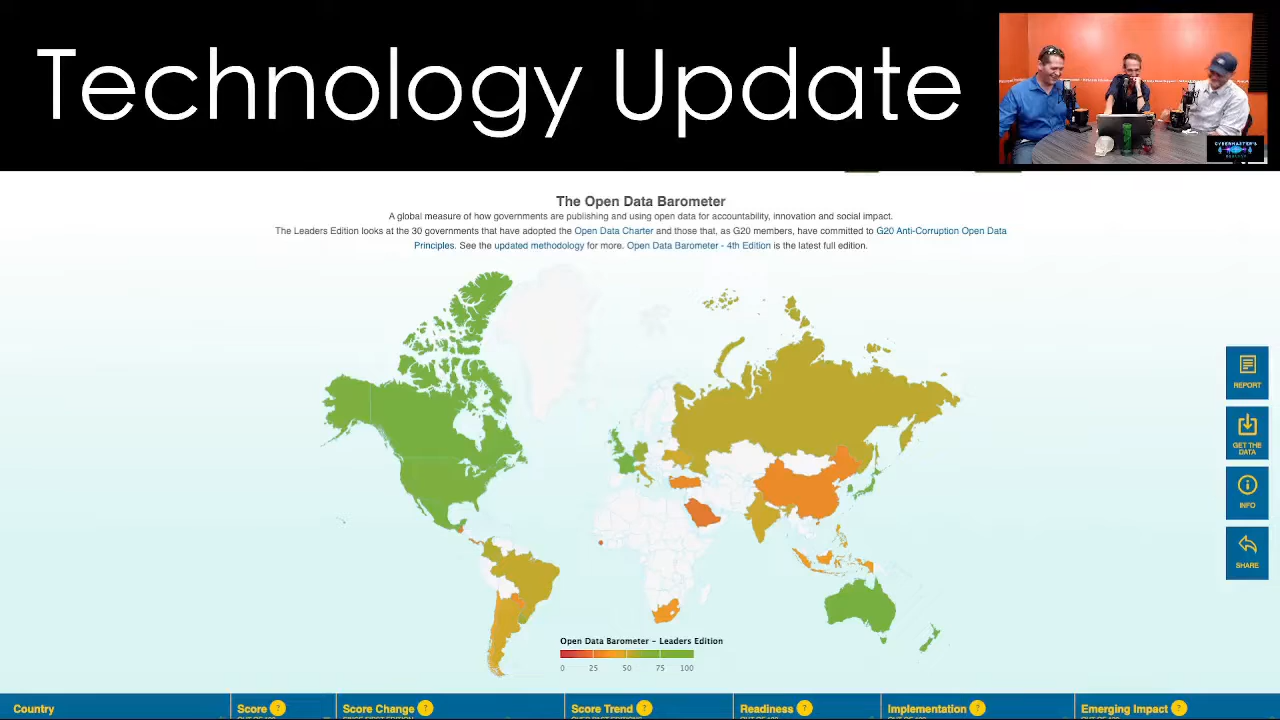 Technology Update
CYBERMASTER'S
The Open Data Barometer
A global measure of how governments are publishing and using open data for accountability, innovation and social impact.
The Leaders Edition looks at the 30 governments that have adopted the Open Data Charter and those that, as G20 members, have committed to G20 Anti-Corruption Open Data
Principles. See the updated methodology for more. Open Data Barometer - 4th Edition is the latest full edition.
REPORT
GET THE
DATA
INFO
SHARE
Open Data Barometer – Leaders Edition
0 25 50 75 100
Country Score ? Score Change ? Score Trend ? Readiness ? Implementation ? Emerging Impact ?